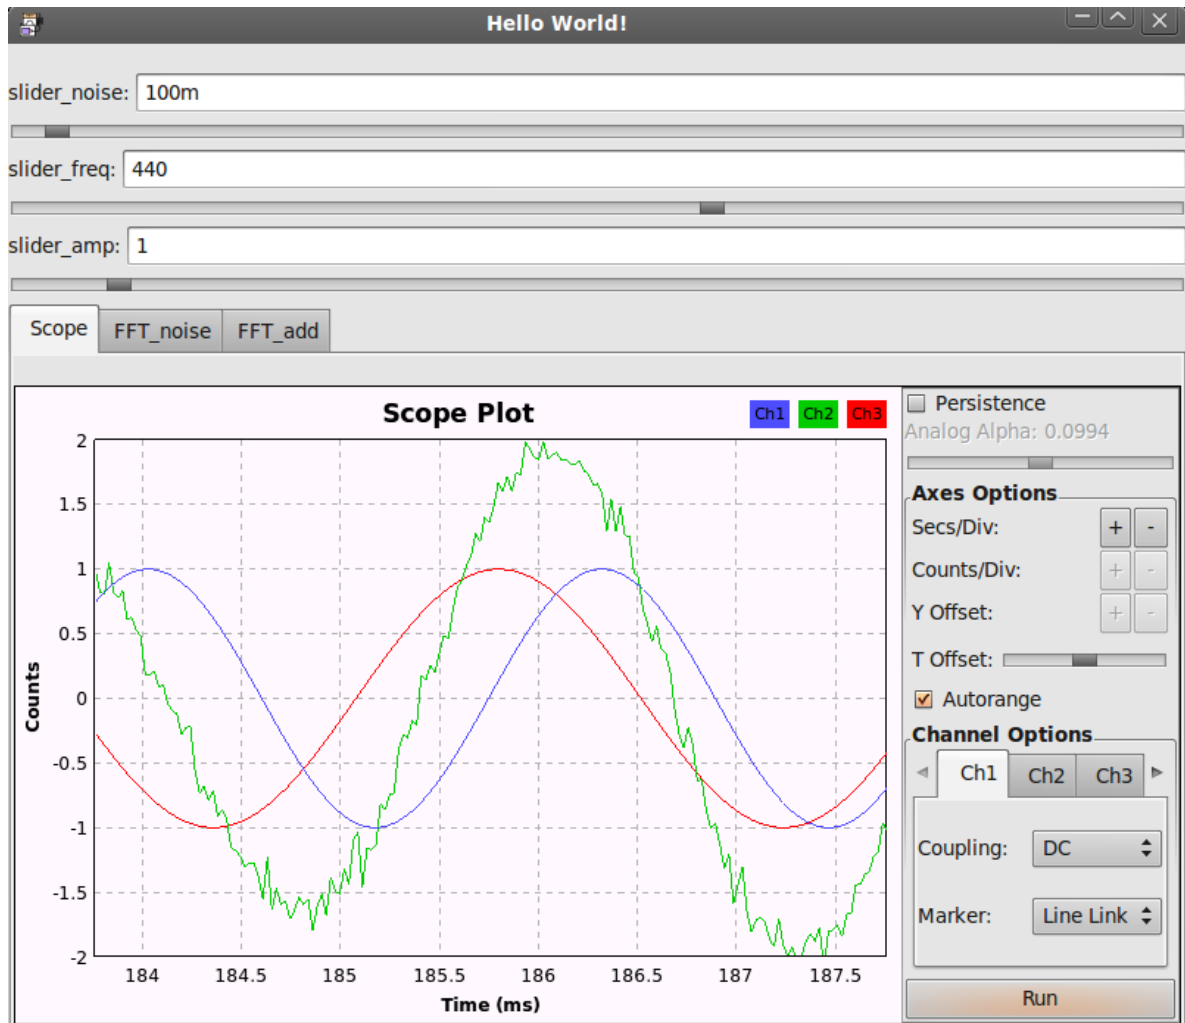 Hello World!
slider_noise: 100m
slider_freq: 440
slider_amp: 1
Scope FFT_noise FFT_add
Scope Plot
Ch1 Ch2 Ch3
2
1.5
1
0.5
0
-0.5
-1
-1.5
-2
Counts
184 184.5 185 185.5 186 186.5 187 187.5
Time (ms)
Persistence
Analog Alpha: 0.0994
Axes Options
Secs/Div: + -
Counts/Div: + -
Y Offset: + -
T Offset:
Autorange
Channel Options
Ch1 Ch2 Ch3
Coupling: DC
Marker: Line Link
Run